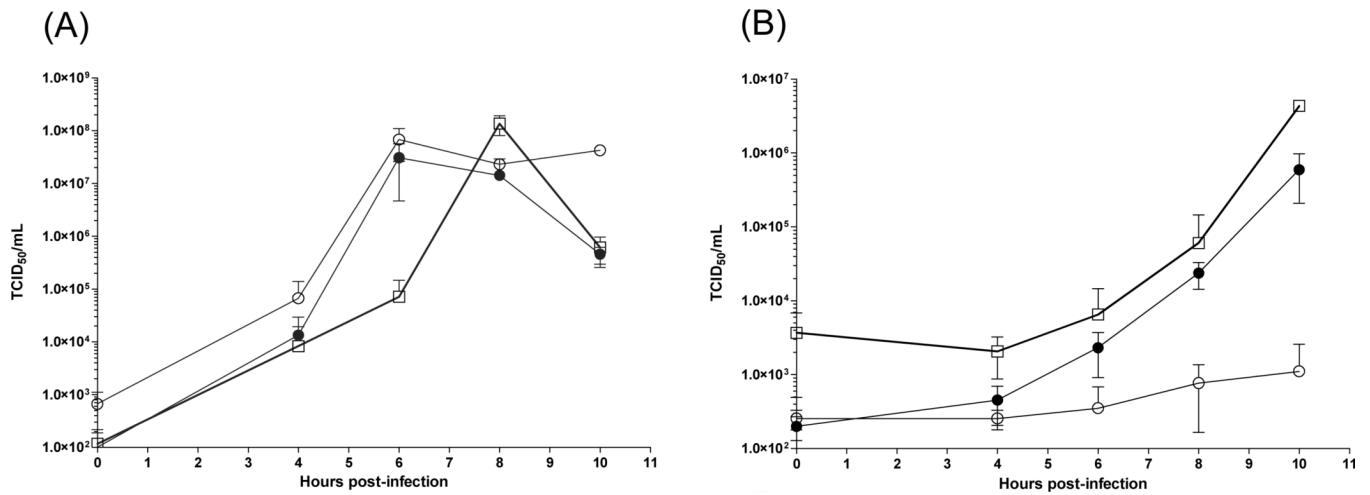 (A)
1.0×10⁹
1.0×10⁸
1.0×10⁷
1.0×10⁶
1.0×10⁵
1.0×10⁴
1.0×10³
1.0×10²
TCID₅₀/mL
0 1 2 3 4 5 6 7 8 9 10 11
Hours post-infection
(B)
1.0×10⁷
1.0×10⁶
1.0×10⁵
1.0×10⁴
1.0×10³
1.0×10²
TCID₅₀/mL
0 1 2 3 4 5 6 7 8 9 10 11
Hours post-infection